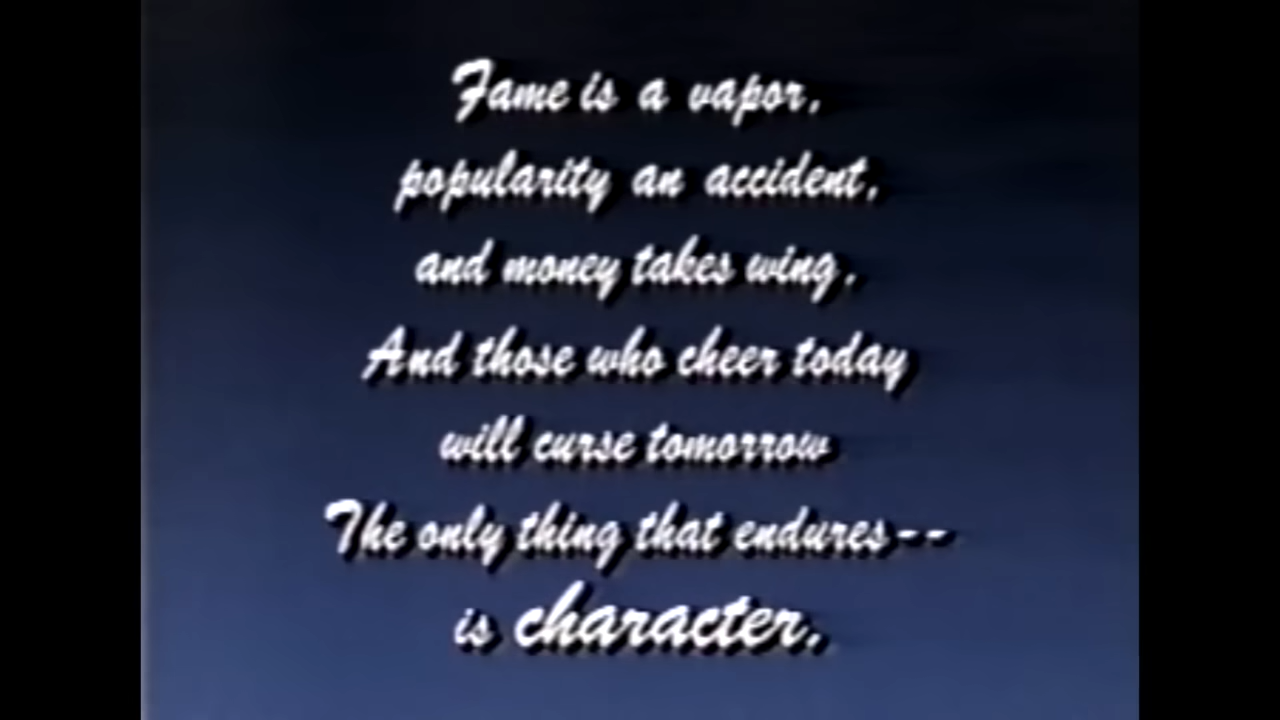 Fame is a vapor,
popularity an accident,
and money takes wing.
And those who cheer today
will curse tomorrow
The only thing that endures--
is character.